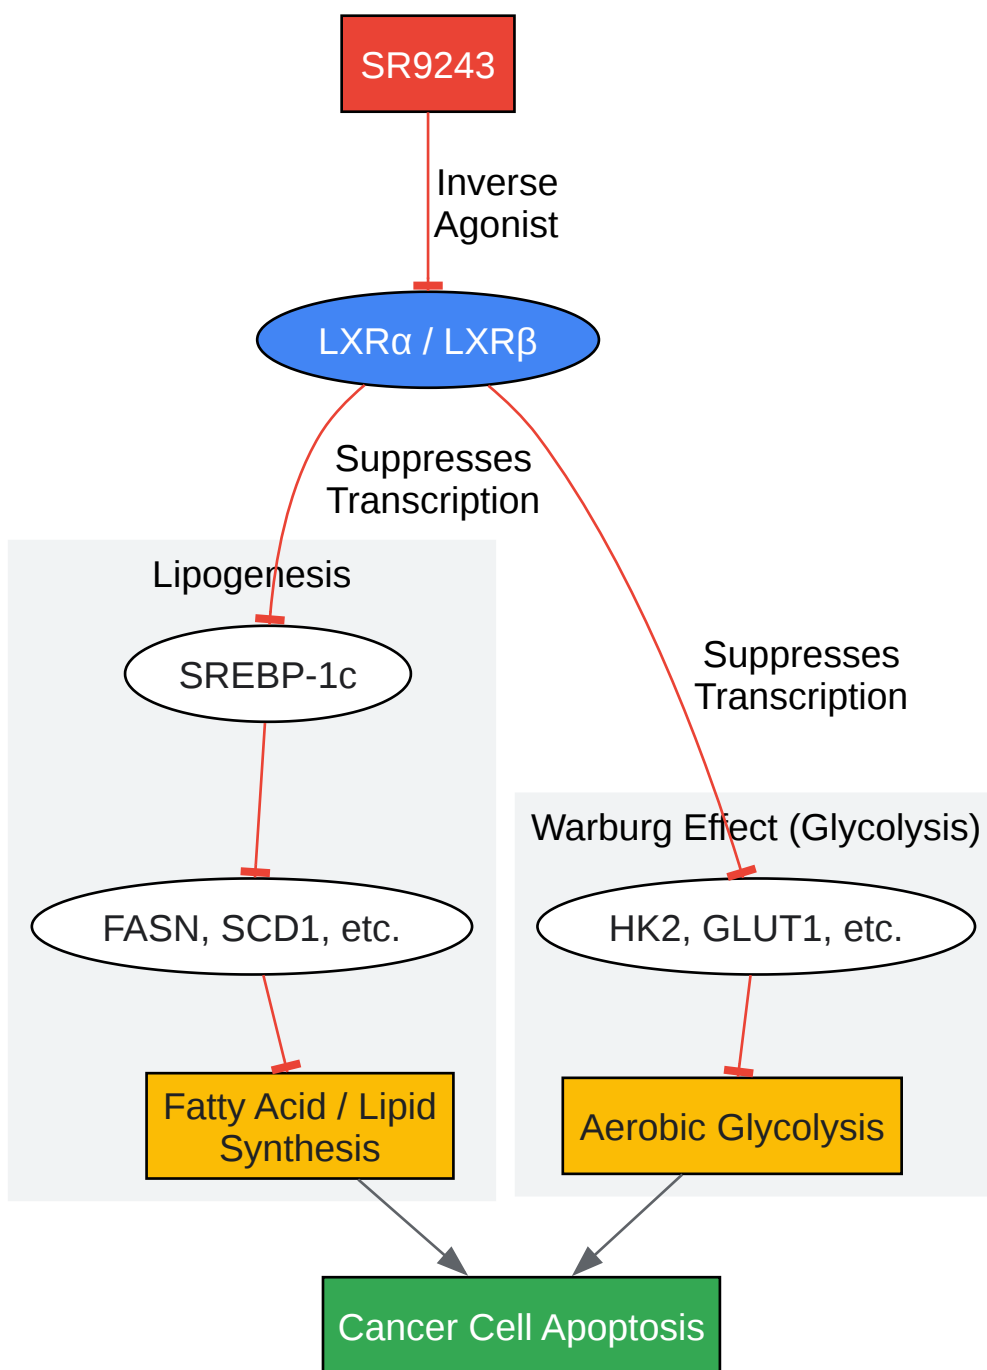 SR9243
Inverse
Agonist
LXRα / LXRβ
Suppresses
Transcription
Lipogenesis
SREBP-1c
Suppresses
Transcription
Warburg Effect (Glycolysis)
FASN, SCD1, etc.
HK2, GLUT1, etc.
Fatty Acid / Lipid
Synthesis
Aerobic Glycolysis
Cancer Cell Apoptosis